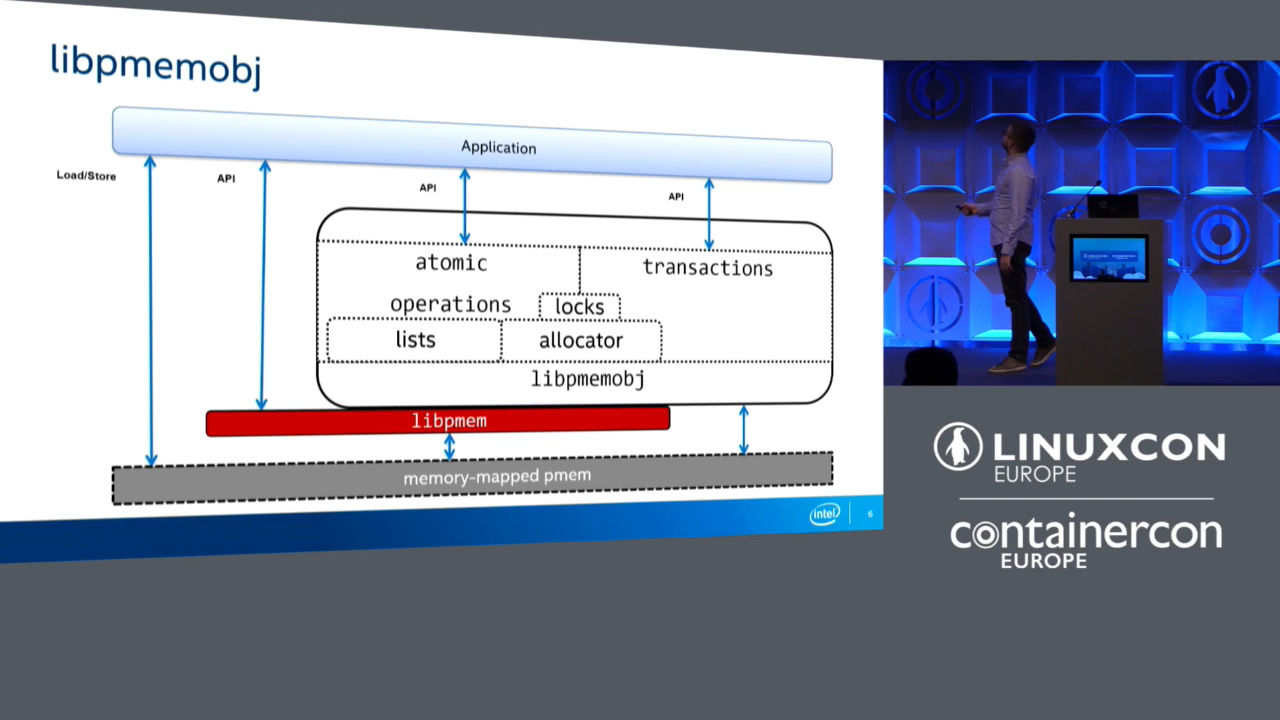 libpmemobj
Application
Load/Store
API
API
API
atomic
transactions
operations
locks
lists
allocator
libpmemobj
libpmem
memory-mapped pmem
intel
6
LINUXCON
EUROPE
containercon
EUROPE